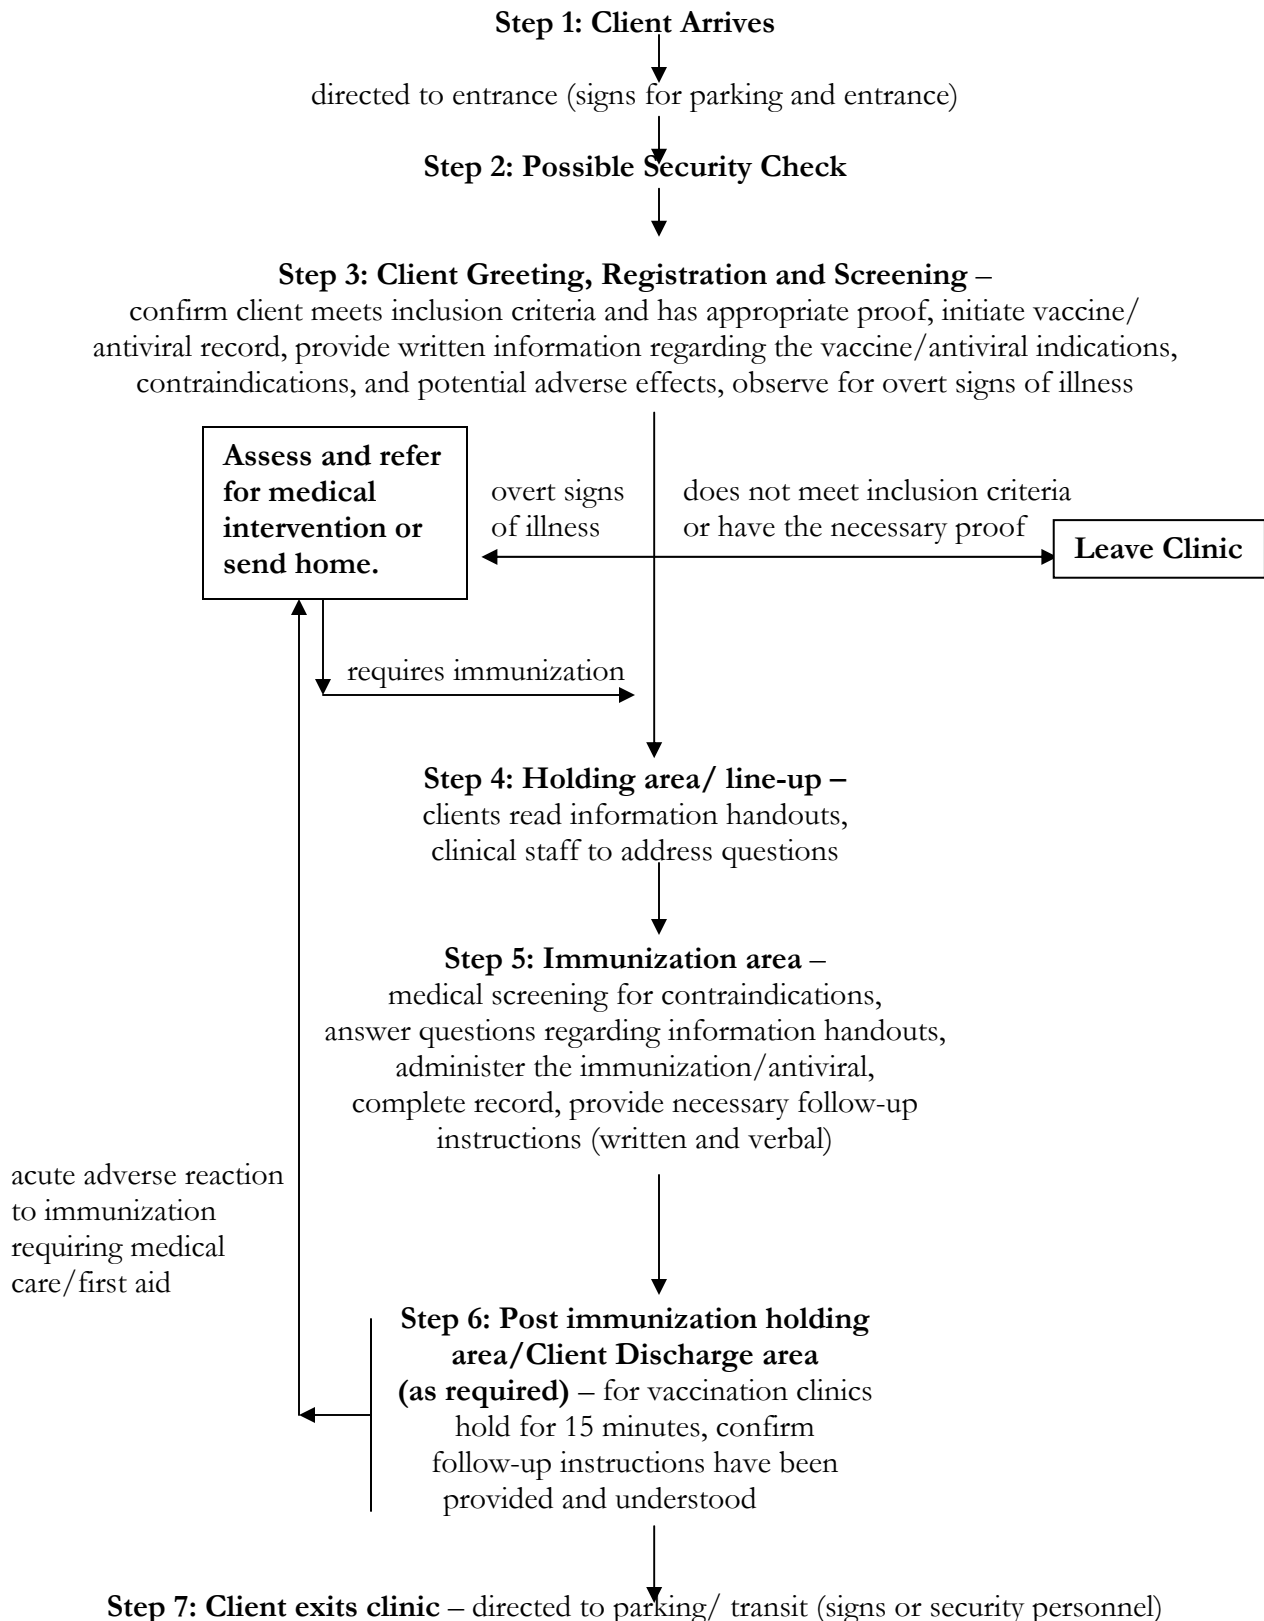 Step 1: Client Arrives
directed to entrance (signs for parking and entrance)
Step 2: Possible Security Check
Step 3: Client Greeting, Registration and Screening –
confirm client meets inclusion criteria and has appropriate proof, initiate vaccine/
antiviral record, provide written information regarding the vaccine/antiviral indications,
contraindications, and potential adverse effects, observe for overt signs of illness
Assess and refer
for medical
intervention or
send home.
overt signs
of illness
does not meet inclusion criteria
or have the necessary proof
Leave Clinic
requires immunization
Step 4: Holding area/ line-up –
clients read information handouts,
clinical staff to address questions
Step 5: Immunization area –
medical screening for contraindications,
answer questions regarding information handouts,
administer the immunization/antiviral,
complete record, provide necessary follow-up
instructions (written and verbal)
acute adverse reaction
to immunization
requiring medical
care/first aid
Step 6: Post immunization holding
area/Client Discharge area
(as required) – for vaccination clinics
hold for 15 minutes, confirm
follow-up instructions have been
provided and understood
Step 7: Client exits clinic – directed to parking/ transit (signs or security personnel)